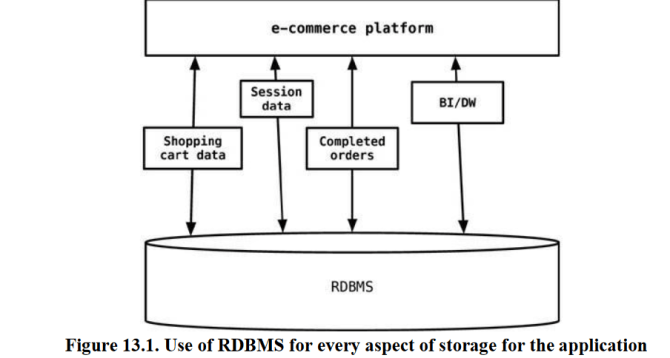 e-commerce platform
Session
data
BI/DW
Shopping
cart data
Completed
orders
RDBMS
Figure 13.1. Use of RDBMS for every aspect of storage for the application